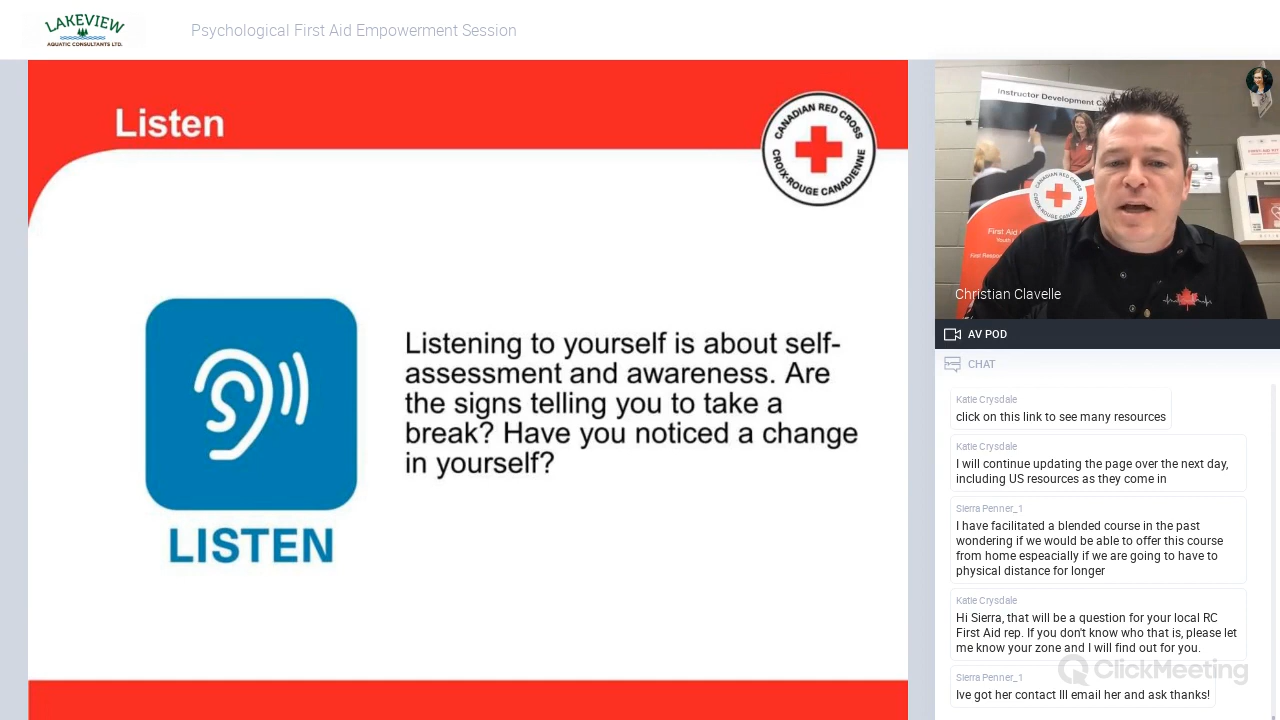 LAKEVIEW
AQUATIC CONSULTANTS LTD.
Psychological First Aid Empowerment Session
Listen
CANADIAN RED CROSS
CROIX-ROUGE CANADIENNE
Listening to yourself is about self-
assessment and awareness. Are
the signs telling you to take a
break? Have you noticed a change
in yourself?
LISTEN
Instructor Development
CANADIAN RED CROSS
CROIX-ROUGE CANADIENNE
First Aid
Christian Clavelle
AV POD
CHAT
Katie Crysdale
click on this link to see many resources
Katie Crysdale
I will continue updating the page over the next day,
including US resources as they come in
Sierra Penner_1
I have facilitated a blended course in the past
wondering if we would be able to offer this course
from home espeacially if we are going to have to
physical distance for longer
Katie Crysdale
Hi Sierra, that will be a question for your local RC
First Aid rep. If you don't know who that is, please let
me know your zone and I will find out for you.
ClickMeeting
Sierra Penner_1
Ive got her contact Ill email her and ask thanks!